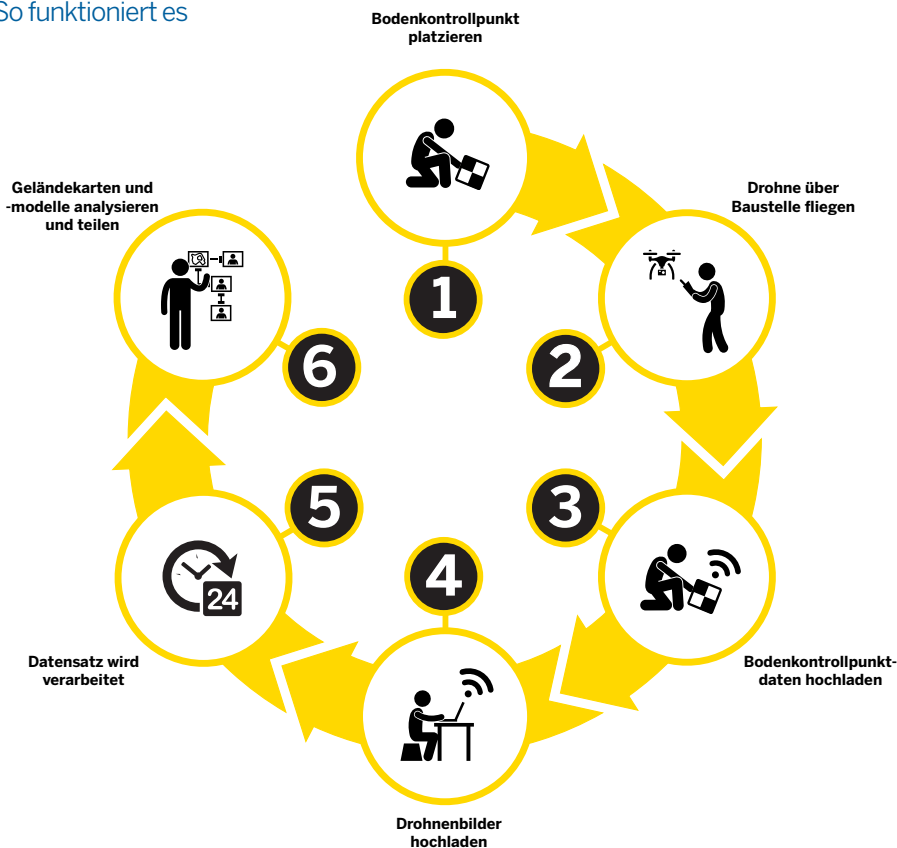 So funktioniert es
Bodenkontrollpunkt
platzieren
1
Drohne über
Baustelle fliegen
2
3
Bodenkontrollpunkt-
daten hochladen
4
Drohnenbilder
hochladen
5
24
Datensatz wird
verarbeitet
6
Geländekarten und
-modelle analysieren
und teilen